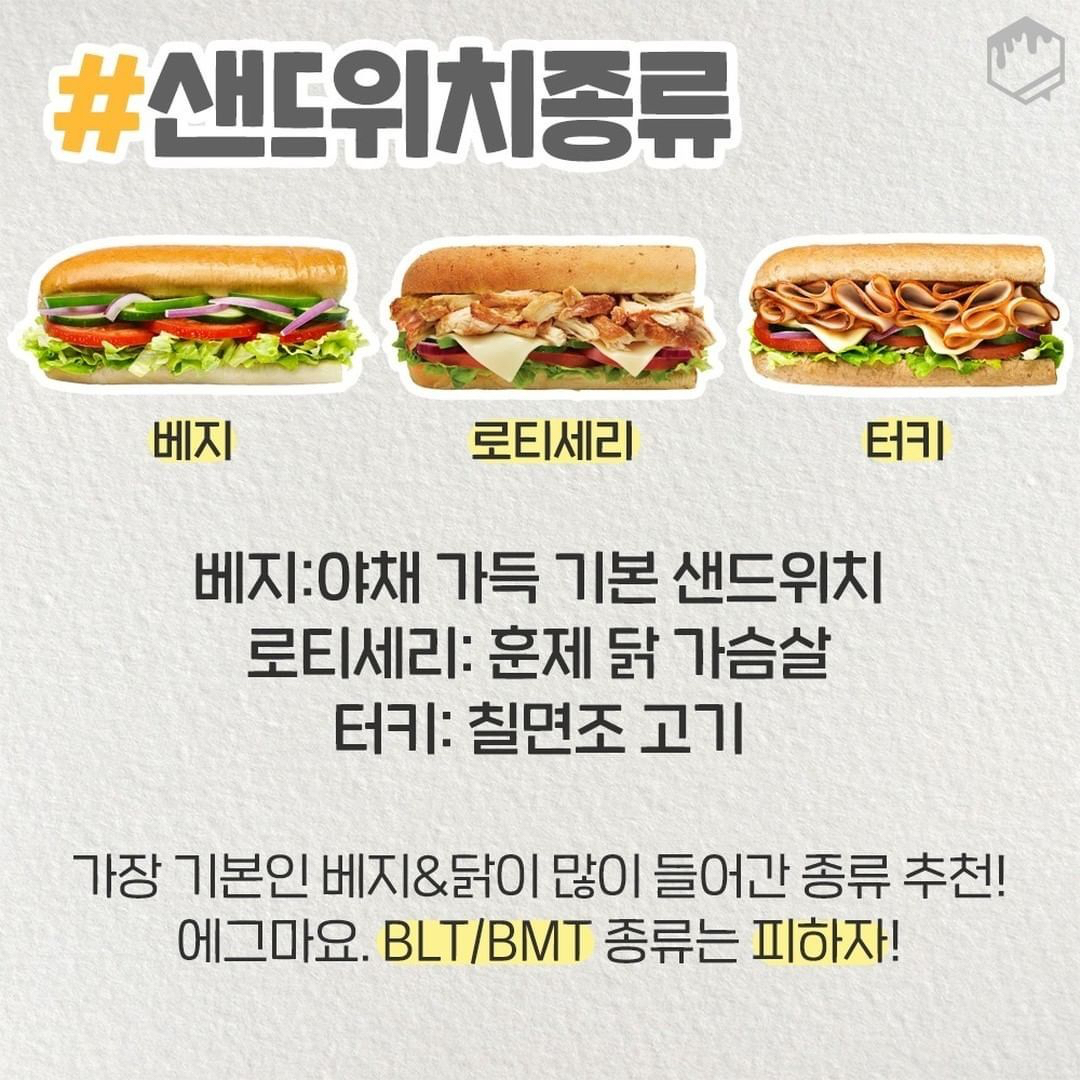 #샌드위치종류
베지
로티세리
터키
베지:야채 가득 기본 샌드위치
로티세리: 훈제 닭 가슴살
터키: 칠면조 고기
가장 기본인 베지&닭이 많이 들어간 종류 추천!
에그마요. BLT/BMT 종류는 피하자!